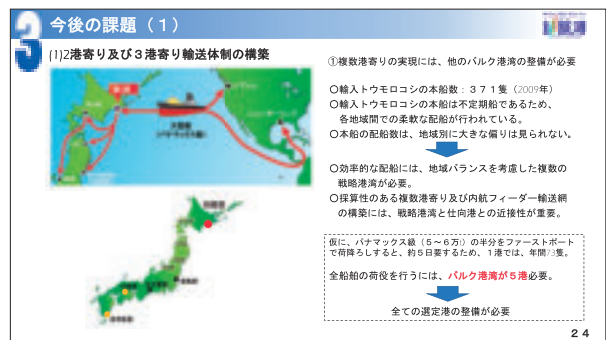 3 今後の課題（１）
(1)2港寄り及び３港寄り輸送体制の構築
①複数港寄りの実現には、他のバルク港湾の整備が必要
〇輸入トウモロコシの本船数：３７１隻（2009年）
〇輸入トウモロコシの本船は不定期船であるため、
各地域間での柔軟な配船が行われている。
〇本船の配船数は、地域別に大きな偏りは見られない。
〇効率的な配船には、地域バランスを考慮した複数の
戦略港湾が必要。
〇採算性のある複数港寄り及び内航フィーダー輸送網
の構築には、戦略港湾と仕向港との近接性が重要。
仮に、パナマックス級（５～６万ｔ）の半分をファーストポート
で荷降ろしすると、約５日要するため、１港では、年間73隻。
全船舶の荷役を行うには、バルク港湾が５港必要。
全ての選定港の整備が必要
２４